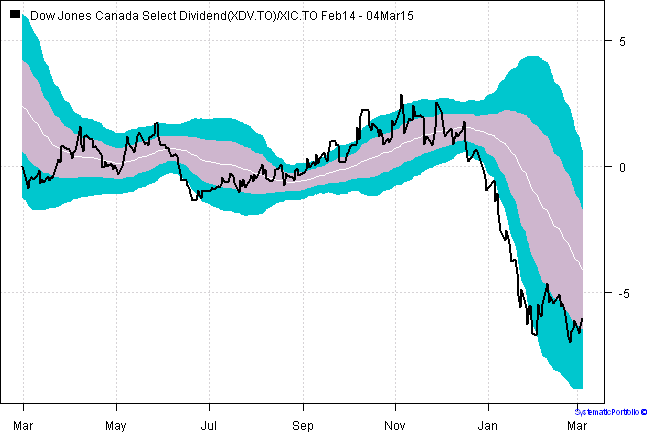 Dow Jones Canada Select Dividend(XDV.TO)/XIC.TO Feb14 - 04Mar15
5
0
-5
SystematicPortfolio ©
Mar May Jul Sep Nov Jan Mar